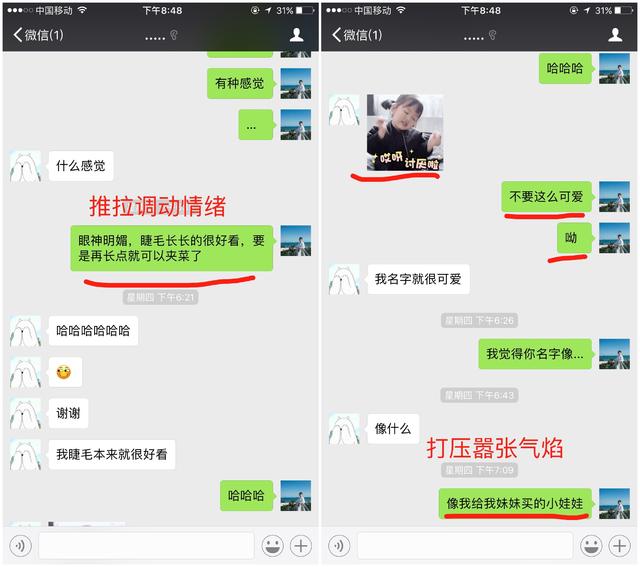 中国移动 下午8:48 31%
微信(1) .....
有种感觉
...
什么感觉
推拉调动情绪
眼神明媚，睫毛长长的很好看，要
是再长点就可以夹菜了
星期四 下午6:21
哈哈哈哈哈哈
谢谢
我睫毛本来就很好看
哈哈哈
中国移动 下午8:48 31%
微信(1) .....
哈哈哈
哎呀 讨厌啦
不要这么可爱
呦
我名字就很可爱
星期四 下午6:26
我觉得你名字像...
星期四 下午6:43
像什么
打压嚣张气焰
星期四 下午7:09
像我给我妹妹买的小娃娃